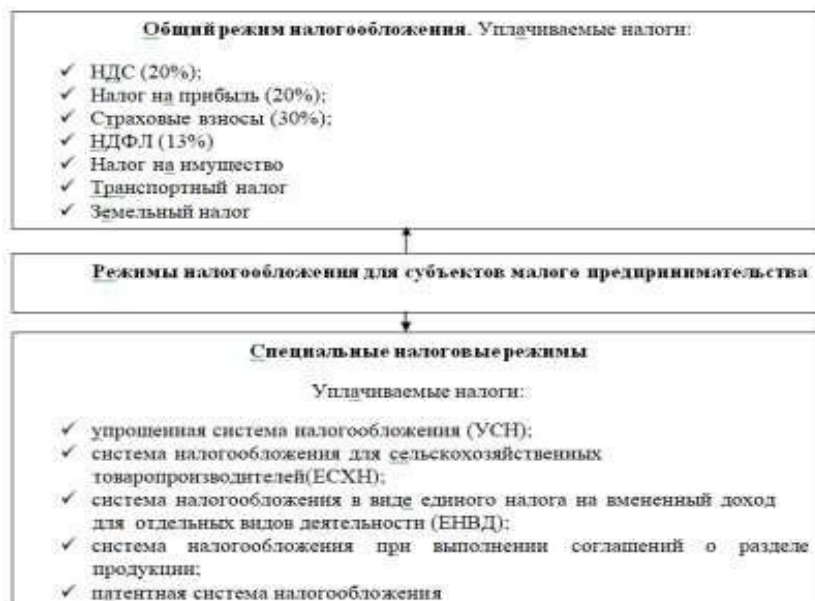 Общий режим налогообложения. Уплачиваемые налоги:
✓ НДС (20%);
✓ Налог на прибыль (20%);
✓ Страховые взносы (30%);
✓ НДФЛ (13%)
✓ Налог на имущество
✓ Транспортный налог
✓ Земельный налог
Режимы налогообложения для субъектов малого предпринимательства
Специальные налоговые режимы
Уплачиваемые налоги:
✓ упрощенная система налогообложения (УСН);
✓ система налогообложения для сельскохозяйственных
товаропроизводителей(ЕСХН);
✓ система налогообложения в виде единого налога на вмененный доход
для отдельных видов деятельности (ЕНВД);
✓ система налогообложения при выполнении соглашений о разделе
продукции;
✓ патентная система налогообложения